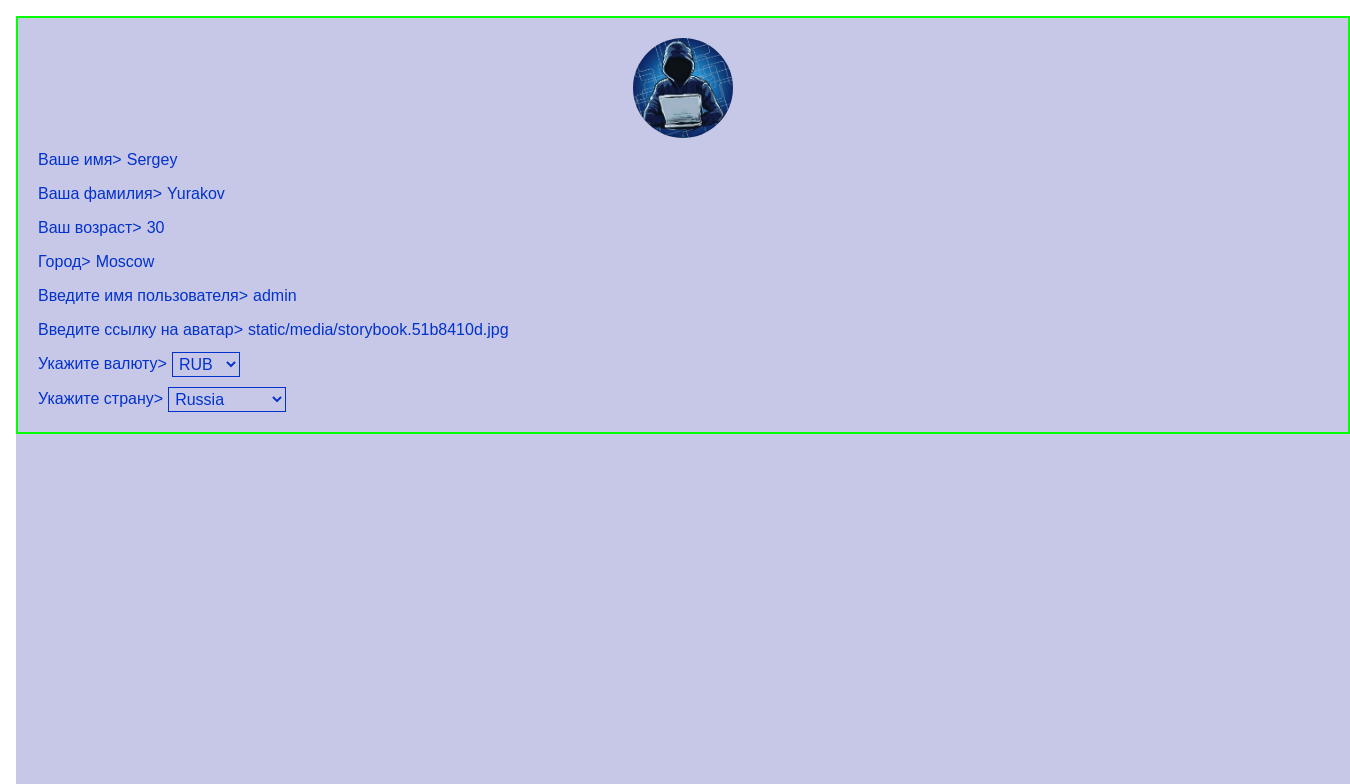 Ваше имя> Sergey
Ваша фамилия> Yurakov
Ваш возраст> 30
Город> Moscow
Введите имя пользователя> admin
Введите ссылку на аватар> static/media/storybook.51b8410d.jpg
Укажите валюту> RUB
Укажите страну> Russia